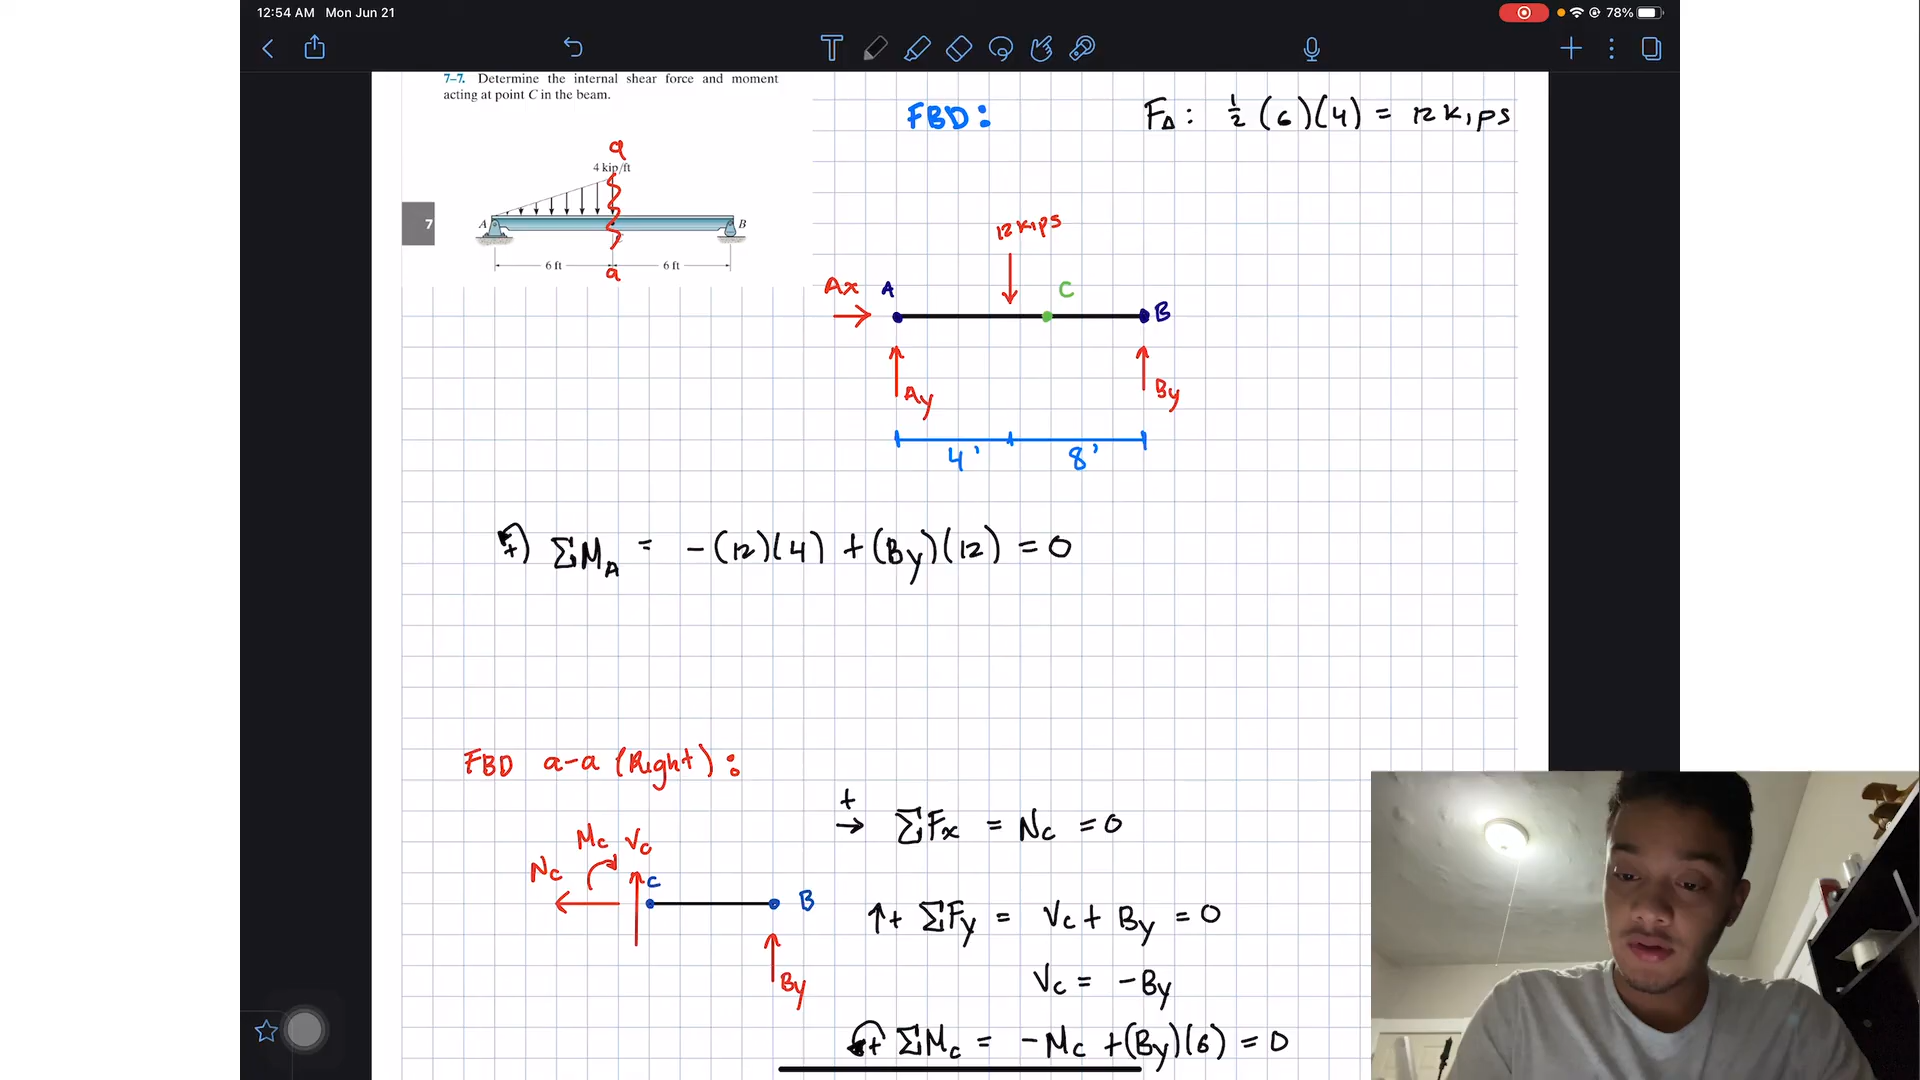 12:54 AM Mon Jun 21
78%
7–7. Determine the internal shear force and moment
acting at point C in the beam.
FBD:
F△: 1/2 (6)(4) = 12 kips
a
4 kip/ft
7
A
B
6 ft
6 ft
a
12 kips
Ax
A
C
B
Ay
By
4'
8'
+ ΣM_A = -(12)(4) + (By)(12) = 0
FBD a-a (Right):
+
→ ΣFx = Nc = 0
Mc Vc
Nc
C
B
By
↑+ ΣFy = Vc + By = 0
Vc = -By
+ ΣMc = -Mc + (By)(6) = 0